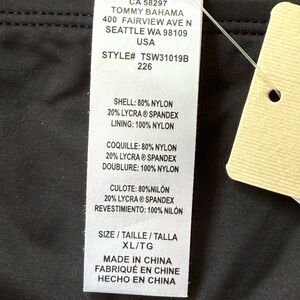 CA 58297
TOMMY BAHAMA
400 FAIRVIEW AVE N
SEATTLE WA 98109
USA
STYLE# TSW31019B
226
SHELL: 80% NYLON
20% LYCRA ® SPANDEX
LINING: 100% NYLON
COQUILLE: 80% NYLON
20% LYCRA ® SPANDEX
DOUBLURE: 100% NYLON
CULOTE: 80%NILÓN
20% LYCRA ® SPANDEX
REVESTIMIENTO: 100% NILÓN
SIZE / TAILLE / TALLA
XL/TG
MADE IN CHINA
FABRIQUÉ EN CHINE
HECHO EN CHINA